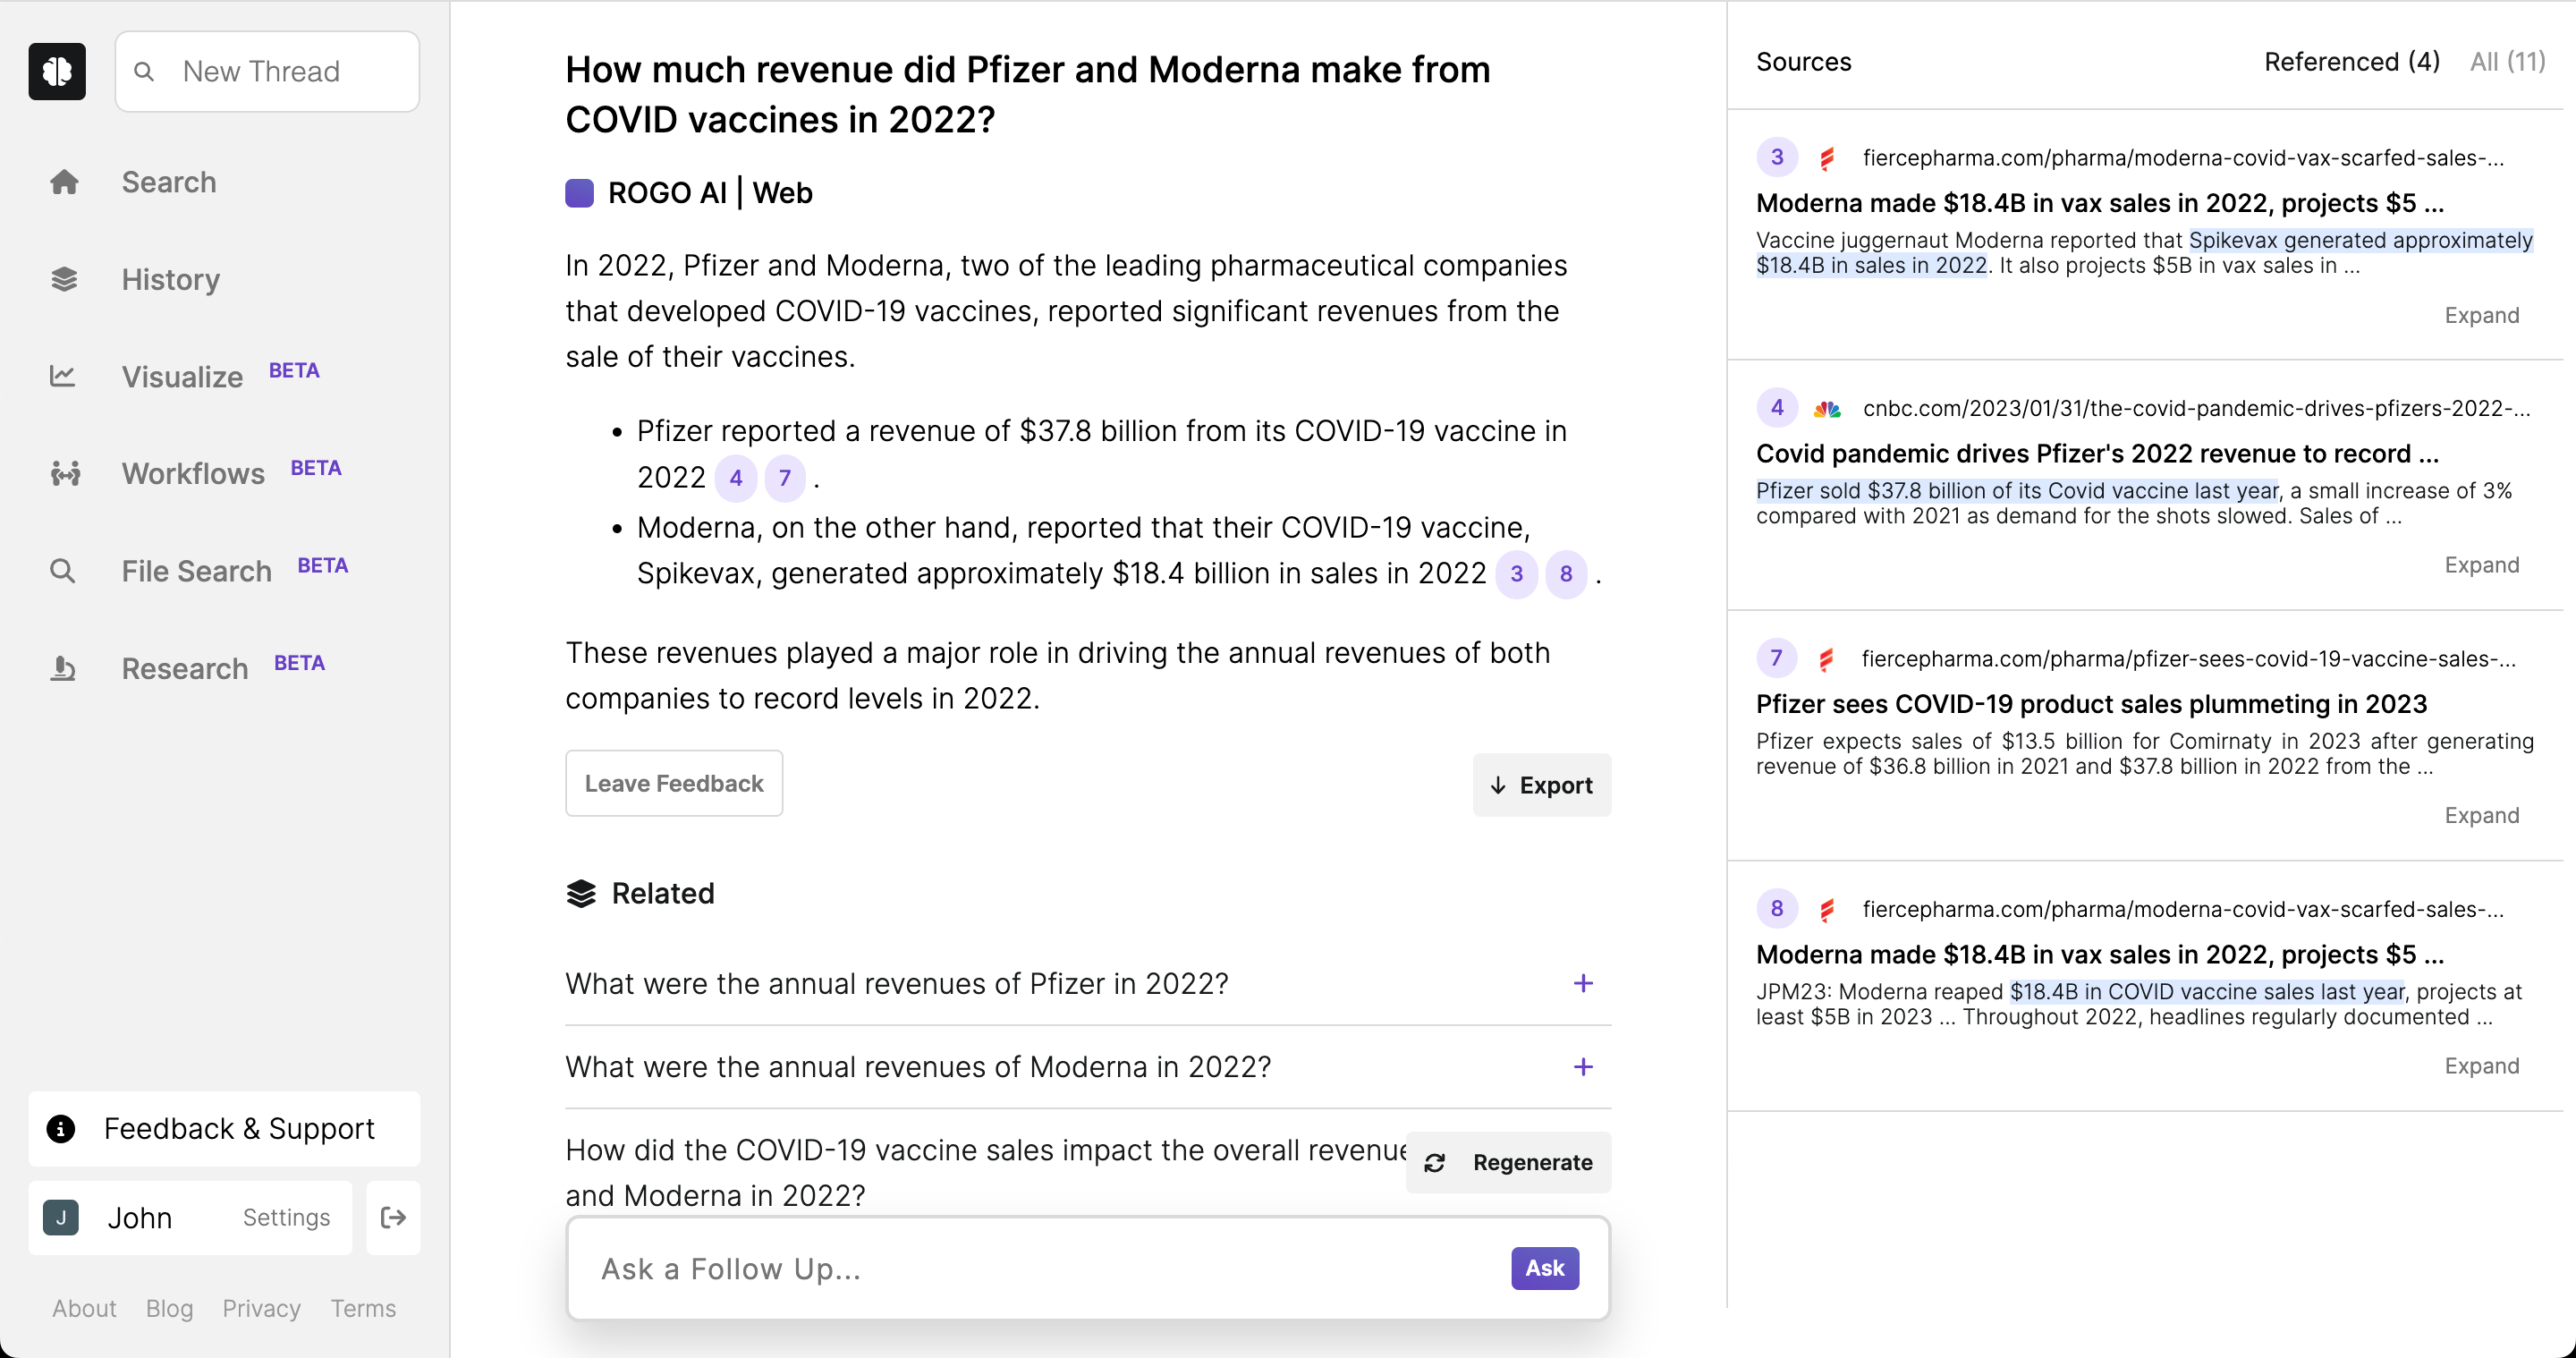 New Thread
Search
History
Visualize BETA
Workflows BETA
File Search BETA
Research BETA
Feedback & Support
J John Settings
About Blog Privacy Terms
How much revenue did Pfizer and Moderna make from
COVID vaccines in 2022?
ROGO AI | Web
In 2022, Pfizer and Moderna, two of the leading pharmaceutical companies
that developed COVID-19 vaccines, reported significant revenues from the
sale of their vaccines.
• Pfizer reported a revenue of $37.8 billion from its COVID-19 vaccine in
2022 4 7 .
• Moderna, on the other hand, reported that their COVID-19 vaccine,
Spikevax, generated approximately $18.4 billion in sales in 2022 3 8 .
These revenues played a major role in driving the annual revenues of both
companies to record levels in 2022.
Leave Feedback
Export
Related
What were the annual revenues of Pfizer in 2022? +
What were the annual revenues of Moderna in 2022? +
How did the COVID-19 vaccine sales impact the overall revenue
and Moderna in 2022?
Regenerate
Ask a Follow Up...
Ask
Sources Referenced (4) All (11)
3 fiercepharma.com/pharma/moderna-covid-vax-scarfed-sales-...
Moderna made $18.4B in vax sales in 2022, projects $5 ...
Vaccine juggernaut Moderna reported that Spikevax generated approximately
$18.4B in sales in 2022. It also projects $5B in vax sales in ...
Expand
4 cnbc.com/2023/01/31/the-covid-pandemic-drives-pfizers-2022-...
Covid pandemic drives Pfizer's 2022 revenue to record ...
Pfizer sold $37.8 billion of its Covid vaccine last year, a small increase of 3%
compared with 2021 as demand for the shots slowed. Sales of ...
Expand
7 fiercepharma.com/pharma/pfizer-sees-covid-19-vaccine-sales-...
Pfizer sees COVID-19 product sales plummeting in 2023
Pfizer expects sales of $13.5 billion for Comirnaty in 2023 after generating
revenue of $36.8 billion in 2021 and $37.8 billion in 2022 from the ...
Expand
8 fiercepharma.com/pharma/moderna-covid-vax-scarfed-sales-...
Moderna made $18.4B in vax sales in 2022, projects $5 ...
JPM23: Moderna reaped $18.4B in COVID vaccine sales last year, projects at
least $5B in 2023 ... Throughout 2022, headlines regularly documented ...
Expand